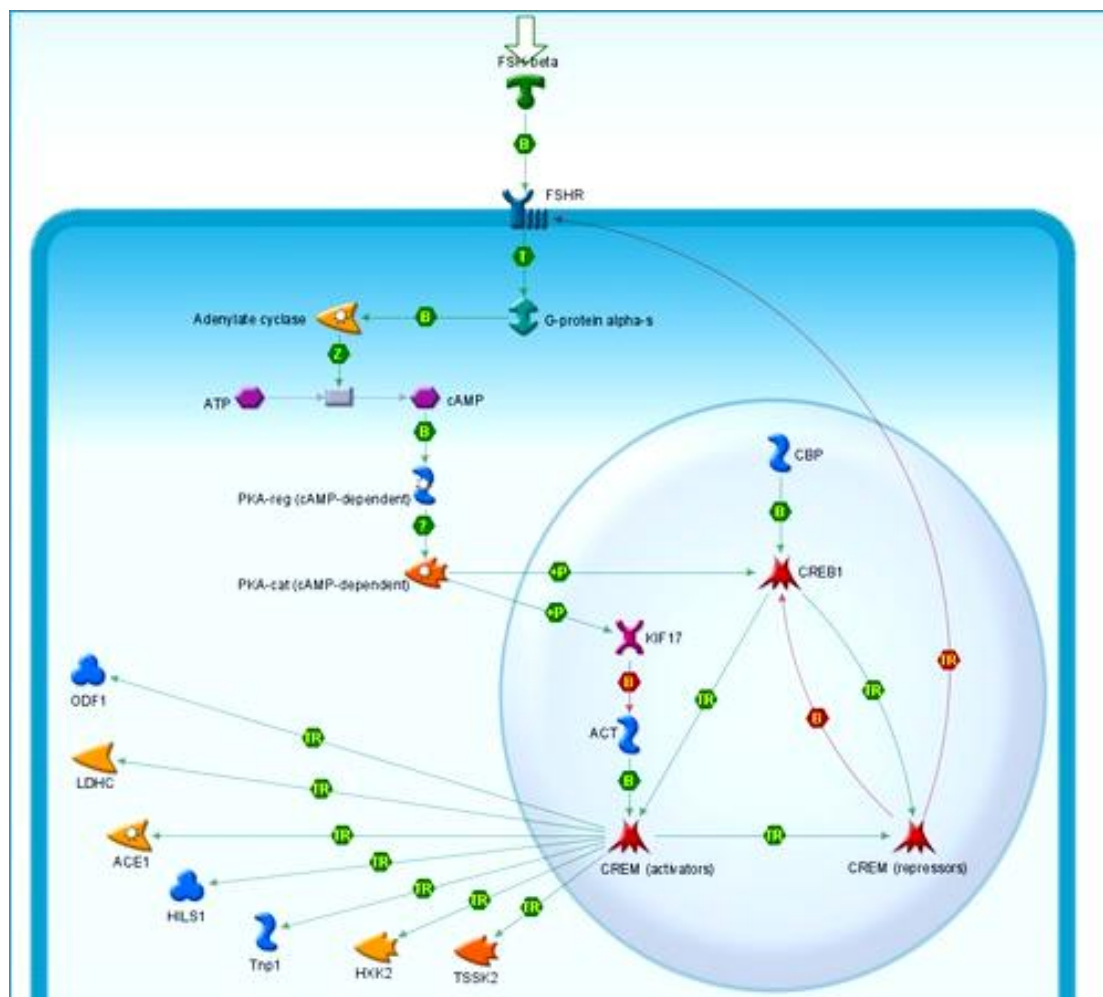 FSH-beta
B
FSHR
T
Adenylate cyclase
B
G-protein alpha-s
Z
ATP
cAMP
B
CBP
PKA-reg (cAMP-dependent)
B
?
PKA-cat (cAMP-dependent)
+P
CREB1
+P
KIF17
TR
B
TR
TR
ODF1
B
ACT
TR
LDHC
TR
B
ACE1
TR
TR
CREM (activators)
CREM (repressors)
TR
HILS1
TR
TR
TR
Tnp1
HXK2
TSSK2